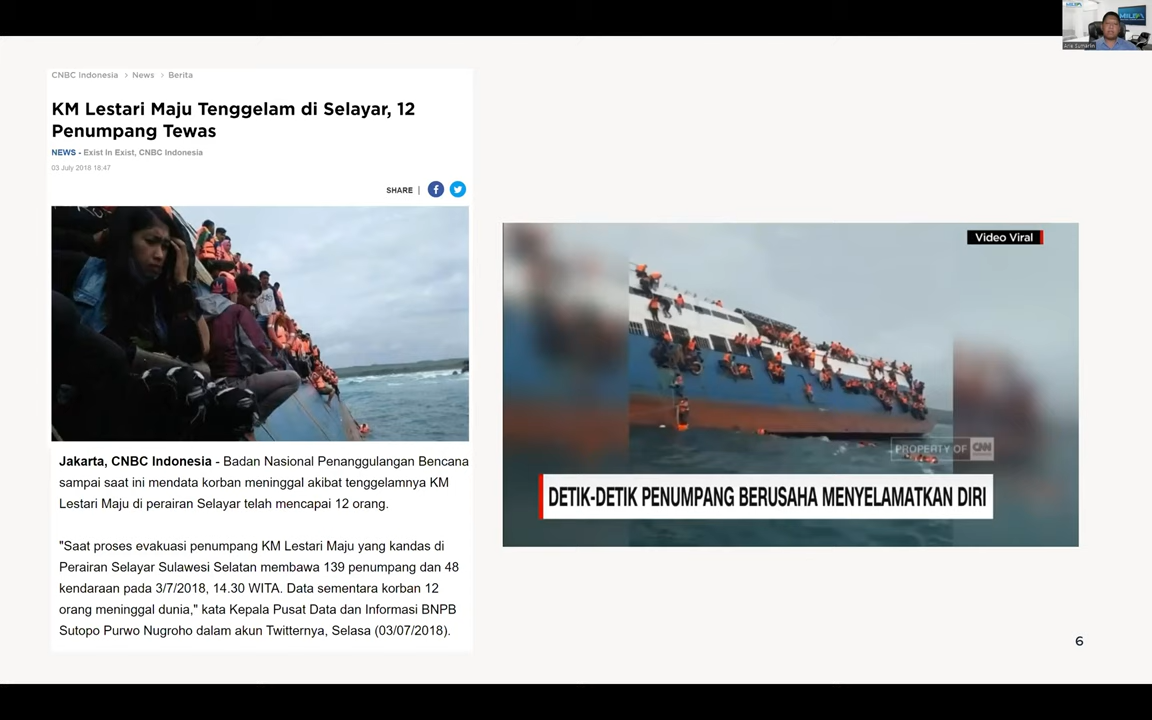 CNBC Indonesia > News > Berita
KM Lestari Maju Tenggelam di Selayar, 12
Penumpang Tewas
NEWS - Exist In Exist, CNBC Indonesia
03 July 2018 18:47
SHARE |
Jakarta, CNBC Indonesia - Badan Nasional Penanggulangan Bencana
sampai saat ini mendata korban meninggal akibat tenggelamnya KM
Lestari Maju di perairan Selayar telah mencapai 12 orang.
"Saat proses evakuasi penumpang KM Lestari Maju yang kandas di
Perairan Selayar Sulawesi Selatan membawa 139 penumpang dan 48
kendaraan pada 3/7/2018, 14.30 WITA. Data sementara korban 12
orang meninggal dunia," kata Kepala Pusat Data dan Informasi BNPB
Sutopo Purwo Nugroho dalam akun Twitternya, Selasa (03/07/2018).
Video Viral
PROPERTY OF CNN
DETIK-DETIK PENUMPANG BERUSAHA MENYELAMATKAN DIRI
6